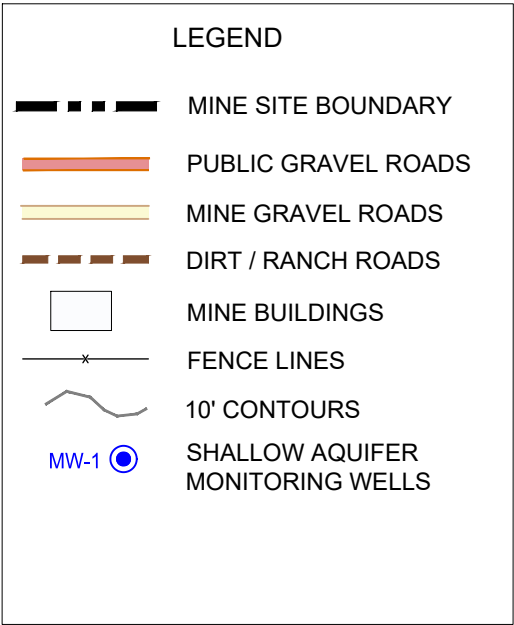 LEGEND
MINE SITE BOUNDARY
PUBLIC GRAVEL ROADS
MINE GRAVEL ROADS
DIRT / RANCH ROADS
MINE BUILDINGS
x
FENCE LINES
10' CONTOURS
MW-1
SHALLOW AQUIFER
MONITORING WELLS